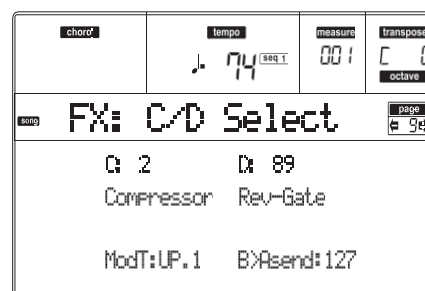 chord tempo measure transpose
♩. 74 seq 1 001 [ 0
octave
song FX: C/D Select page
C: 2 D: 89
Compressor Rev-Gate
ModT:UP.1 B>Asend:127